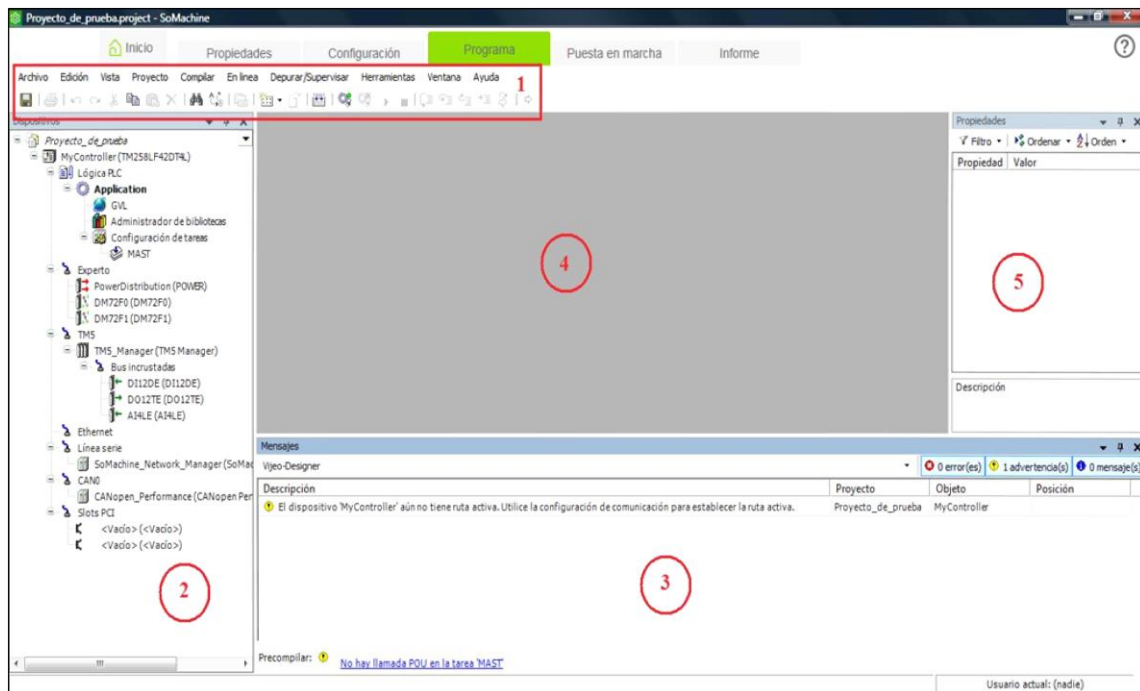 Proyecto_de_prueba.project - SoMachine
Inicio
Propiedades
Configuración
Programa
Puesta en marcha
Informe
?
Archivo Edición Vista Proyecto Compilar En línea Depurar/Supervisar Herramientas Ventana Ayuda
1
Dispositivos
Proyecto_de_prueba
MyController (TM258LF42DT4L)
Lógica PLC
Application
GVL
Administrador de bibliotecas
Configuración de tareas
MAST
Experto
PowerDistribution (POWER)
DM72F0 (DM72F0)
DM72F1 (DM72F1)
TM5
TM5_Manager (TM5 Manager)
Bus incrustadas
DI12DE (DI12DE)
DO12TE (DO12TE)
AI4LE (AI4LE)
Ethernet
Línea serie
SoMachine_Network_Manager (SoMac
CAN0
CANopen_Performance (CANopen Per
Slots PCI
<Vacío> (<Vacío>)
<Vacío> (<Vacío>)
2
4
Propiedades
Filtro Ordenar Orden
Propiedad Valor
5
Descripción
Mensajes
Vijeo-Designer 0 error(es) 1 advertencia(s) 0 mensaje(s)
Descripción Proyecto Objeto Posición
El dispositivo 'MyController' aún no tiene ruta activa. Utilice la configuración de comunicación para establecer la ruta activa. Proyecto_de_prueba MyController
3
Precompilar: No hay llamada POU en la tarea 'MAST'
Usuario actual: (nadie)